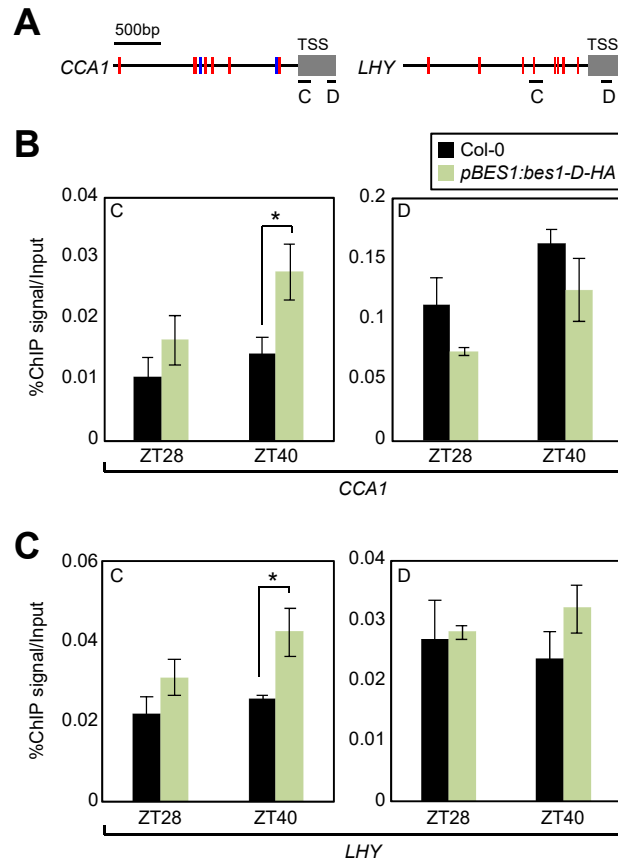 A
500bp
CCA1
TSS
C D
LHY
TSS
C D
Col-0
pBES1:bes1-D-HA
B
%ChIP signal/Input
0.04
0.03
0.02
0.01
0
C
*
ZT28 ZT40
0.2
0.15
0.1
0.05
0
D
ZT28 ZT40
CCA1
C
%ChIP signal/Input
0.06
0.04
0.02
0
C
*
ZT28 ZT40
0.04
0.03
0.02
0.01
0
D
ZT28 ZT40
LHY